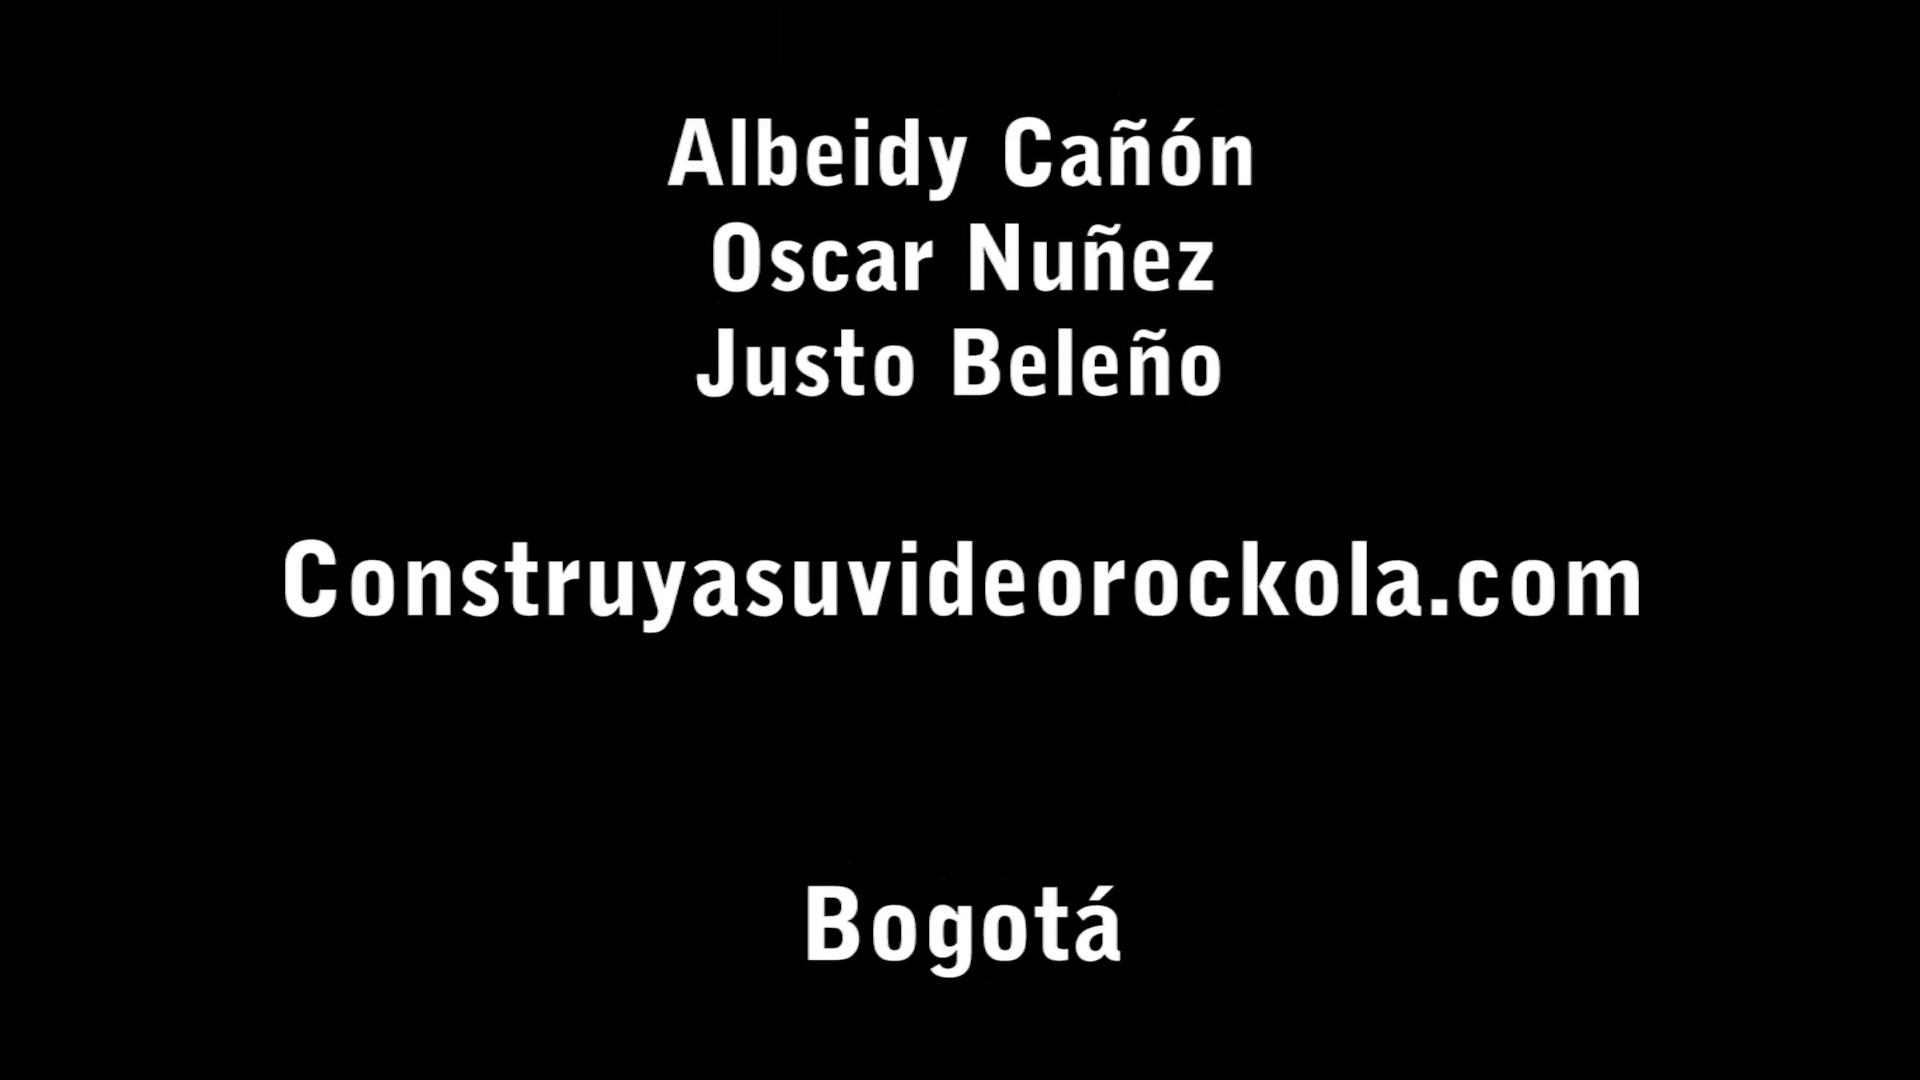 Albeidy Cañón
Oscar Nuñez
Justo Beleño
Construyasuvideorockola.com
Bogotá